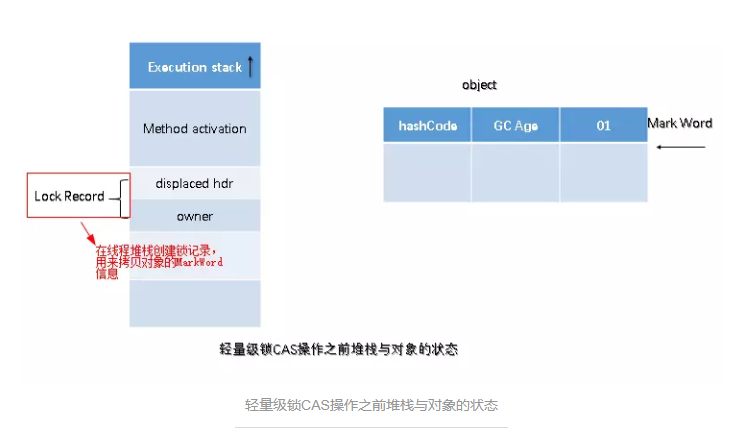 Execution stack
object
hashCode
GC Age
01
Mark Word
Method activation
displaced hdr
Lock Record
owner
在线程堆栈创建锁记录，
用来拷贝对象的MarkWord
信息
轻量级锁CAS操作之前堆栈与对象的状态
轻量级锁CAS操作之前堆栈与对象的状态